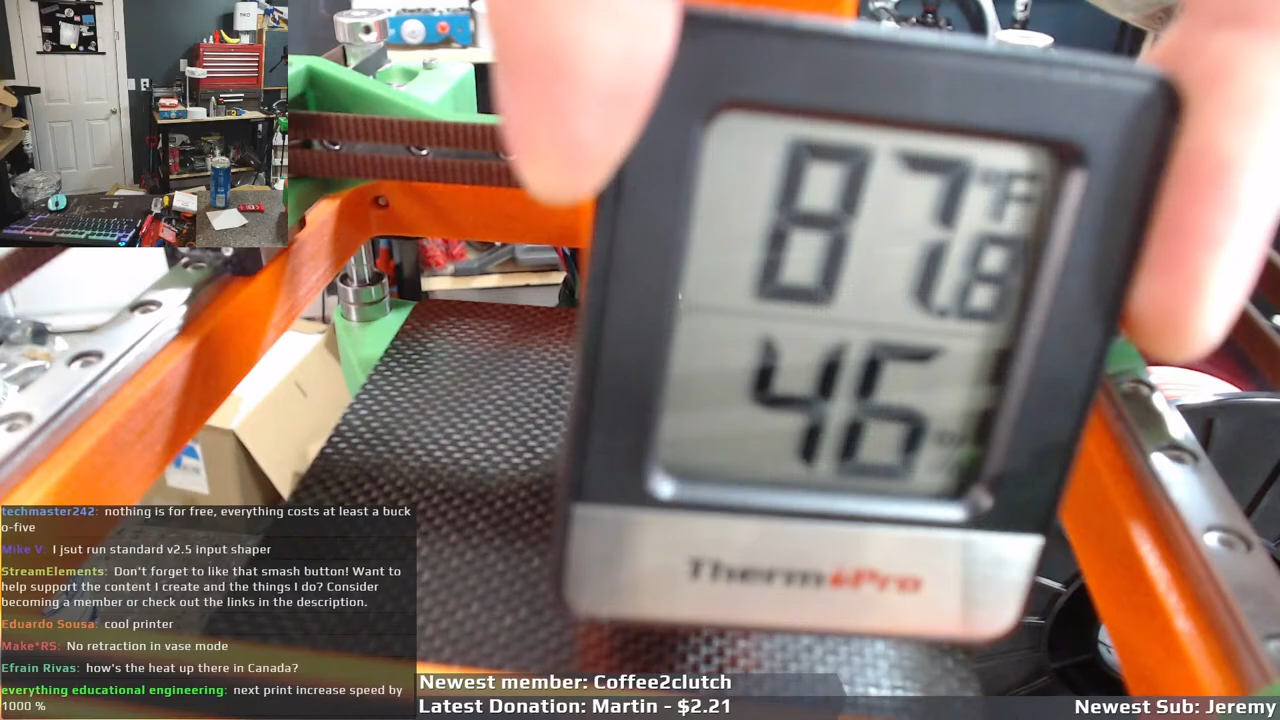 87.8 °F
46 %
ThermoPro
techmaster242: nothing is for free, everything costs at least a buck
o-five
Mike V: I jsut run standard v2.5 input shaper
StreamElements: Don't forget to like that smash button! Want to
help support the content I create and the things I do? Consider
becoming a member or check out the links in the description.
Eduardo Sousa: cool printer
Make*RS: No retraction in vase mode
Efrain Rivas: how's the heat up there in Canada?
everything educational engineering: next print increase speed by
1000 %
Newest member: Coffee2clutch
Latest Donation: Martin - $2.21
Newest Sub: Jeremy